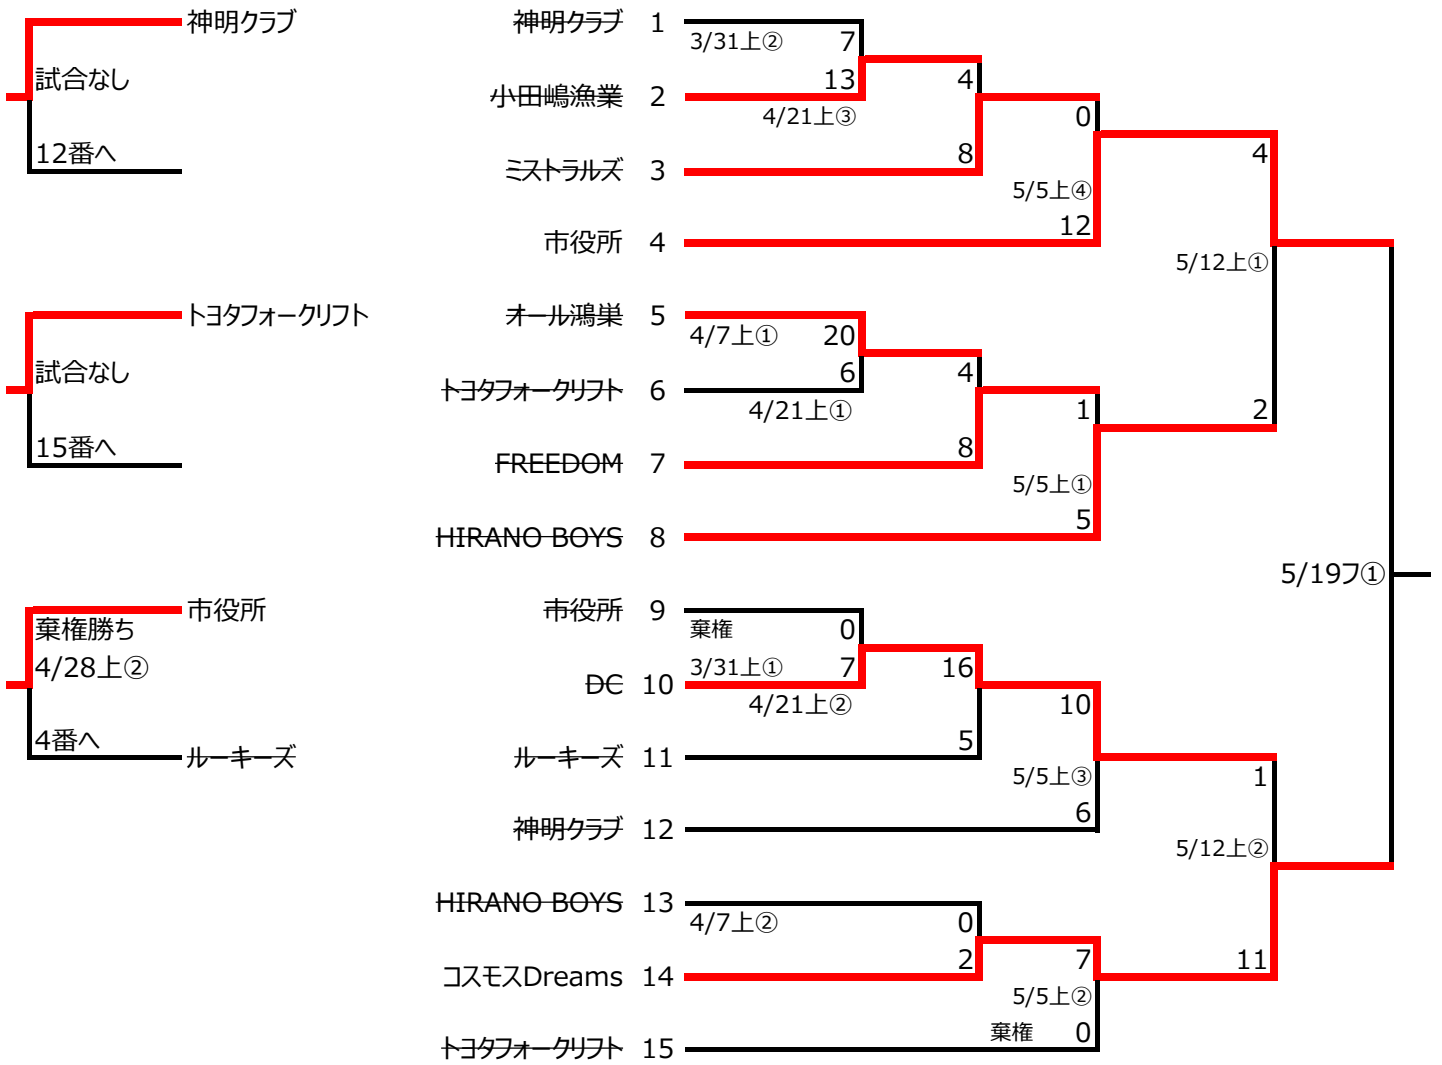 神明クラブ
試合なし
12番へ
トヨタフォークリフト
試合なし
15番へ
市役所
棄権勝ち
4/28上②
4番へ
ルーキーズ
神明クラブ 1
3/31上② 7
小田嶋漁業 2
13
4/21上③
4
ミストラルズ 3
8
0
5/5上④
市役所 4
12
4
5/12上①
オール鴻巣 5
4/7上① 20
トヨタフォークリフト 6
6
4/21上①
4
FREEDOM 7
8
1
5/5上①
HIRANO BOYS 8
5
2
5/19フ①
市役所 9
棄権 0
DC 10
3/31上① 7
4/21上②
16
ルーキーズ 11
5
10
5/5上③
神明クラブ 12
6
1
5/12上②
HIRANO BOYS 13
4/7上② 0
コスモスDreams 14
2
7
5/5上②
トヨタフォークリフト 15
棄権 0
11